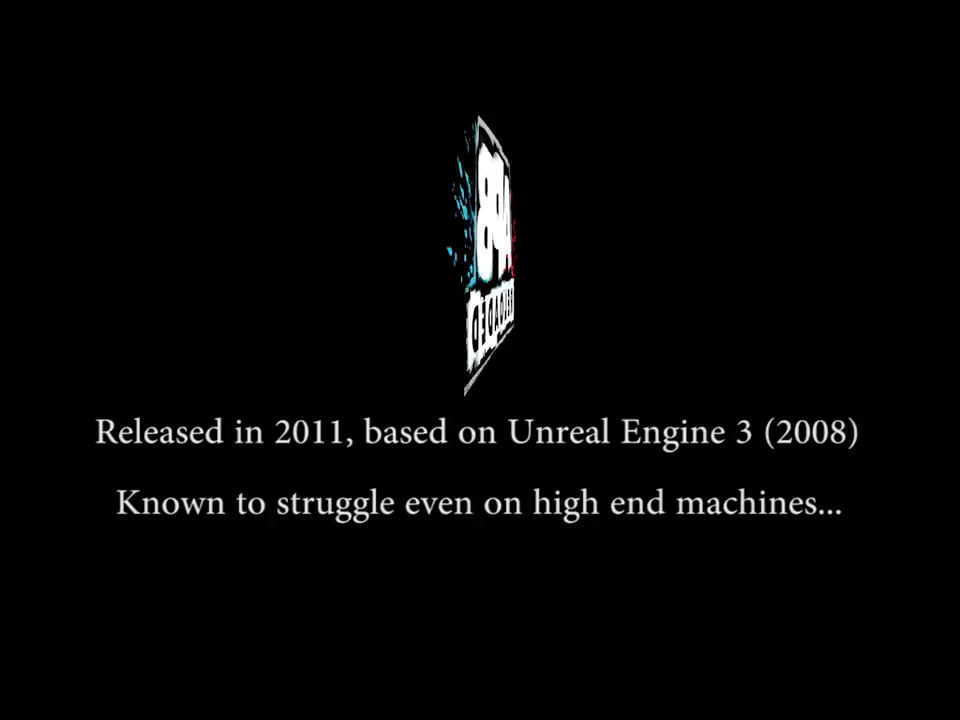 Released in 2011, based on Unreal Engine 3 (2008)
Known to struggle even on high end machines...